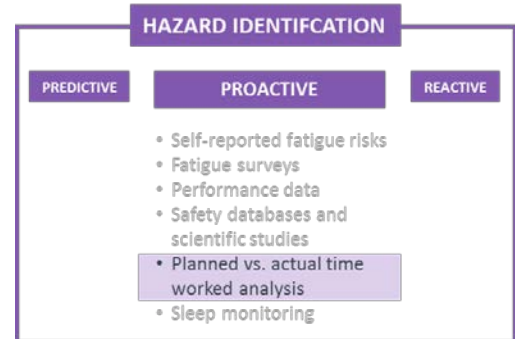 HAZARD IDENTIFCATION
PREDICTIVE
PROACTIVE
REACTIVE
• Self-reported fatigue risks
• Fatigue surveys
• Performance data
• Safety databases and
scientific studies
• Planned vs. actual time
worked analysis
• Sleep monitoring